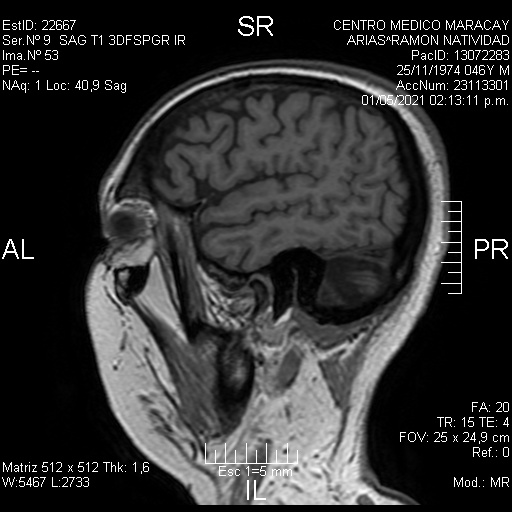 EstID: 22667
Ser.Nº 9 SAG T1 3DFSPGR IR
Ima.Nº 53
PE= --
NAq: 1 Loc: 40,9 Sag
SR
CENTRO MEDICO MARACAY
ARIAS^RAMON NATIVIDAD
PacID: 13072283
25/11/1974 046Y M
AccNum: 23113301
01/05/2021 02:13:11 p.m.
AL
PR
FA: 20
TR: 15 TE: 4
FOV: 25 x 24,9 cm
Ref.: 0
Mod.: MR
Matriz 512 x 512 Thk: 1,6
W:5467 L:2733
Esc 1=5 mm
IL